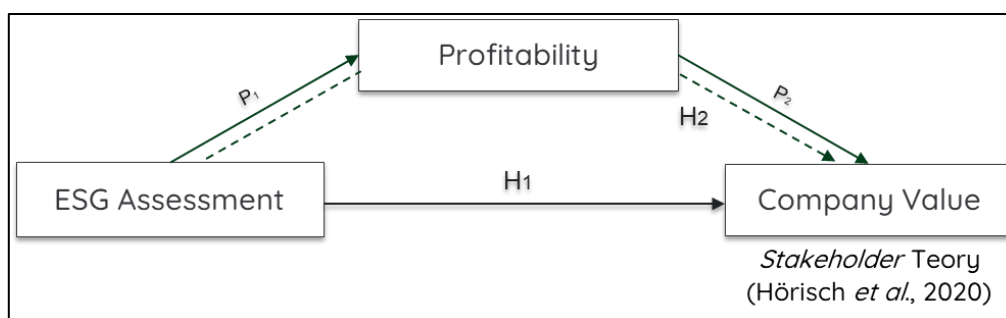 Profitability
P₁
P₂
H2
ESG Assessment
H1
Company Value
Stakeholder Teory
(Hörisch et al., 2020)